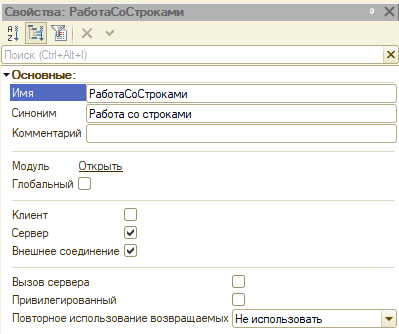 Свойства: РаботаСоСтроками
Поиск (Ctrl+Alt+I)
Основные:
Имя РаботаСоСтроками
Синоним Работа со строками
Комментарий
Модуль Открыть
Глобальный
Клиент
Сервер
Внешнее соединение
Вызов сервера
Привилегированный
Повторное использование возвращаемых Не использовать